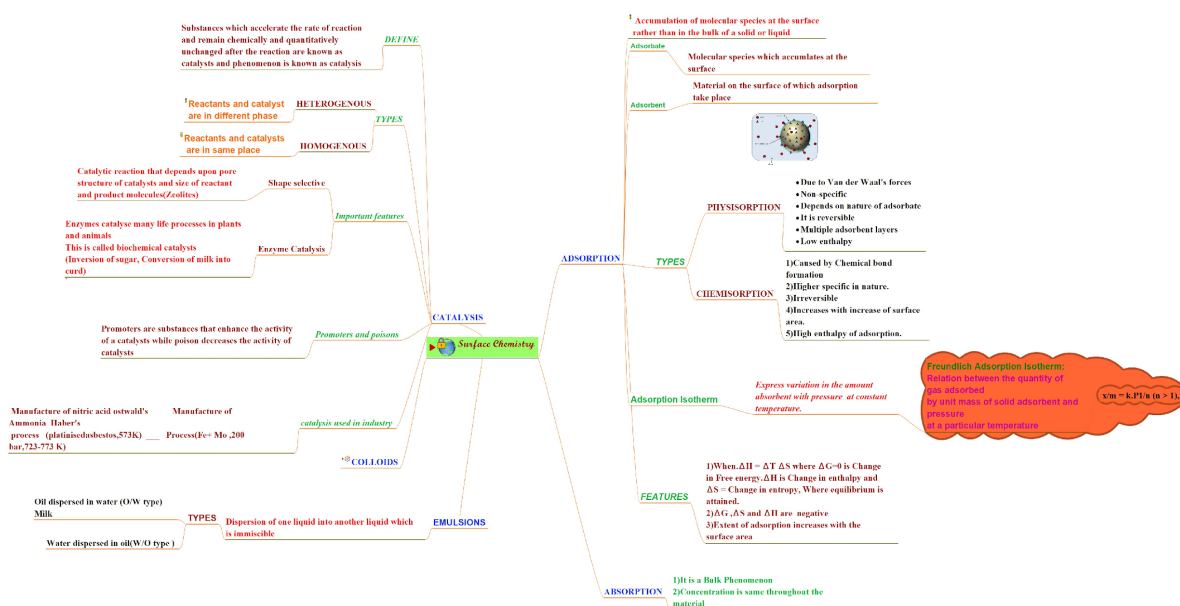 Surface Chemistry
CATALYSIS
DEFINE
Substances which accelerate the rate of reaction
and remain chemically and quantitatively
unchanged after the reaction are known as
catalysts and phenomenon is known as catalysis
TYPES
HETEROGENOUS
Reactants and catalyst
are in different phase
HOMOGENOUS
Reactants and catalysts
are in same place
Important features
Shape selective
Catalytic reaction that depends upon pore
structure of catalysts and size of reactant
and product molecules(Zeolites)
Enzyme Catalysis
Enzymes catalyse many life processes in plants
and animals
This is called biochemical catalysts
(Inversion of sugar, Conversion of milk into
curd)
Promoters and poisons
Promoters are substances that enhance the activity
of a catalysts while poison decreases the activity of
catalysts
catalysis used in industry
Manufacture of nitric acid ostwald's Manufacture of
Ammonia Haber's
process (platinisedasbestos,573K) ___ Process(Fe+ Mo ,200
bar,723-773 K)
COLLOIDS
EMULSIONS
Dispersion of one liquid into another liquid which
is immiscible
TYPES
Oil dispersed in water (O/W type)
Milk
Water dispersed in oil(W/O type )
ADSORPTION
Accumulation of molecular species at the surface
rather than in the bulk of a solid or liquid
Adsorbate
Molecular species which accumlates at the
surface
Adsorbent
Material on the surface of which adsorption
take place
TYPES
PHYSISORPTION
• Due to Van der Waal's forces
• Non-specific
• Depends on nature of adsorbate
• It is reversible
• Multiple adsorbent layers
• Low enthalpy
CHEMISORPTION
1)Caused by Chemical bond
formation
2)Higher specific in nature.
3)Irreversible
4)Increases with increase of surface
area.
5)High enthalpy of adsorption.
Adsorption Isotherm
Express variation in the amount
absorbent with pressure at constant
temperature.
Freundlich Adsorption Isotherm:
Relation between the quantity of
gas adsorbed
by unit mass of solid adsorbent and
pressure
at a particular temperature
x/m = k.P1/n (n > 1).
FEATURES
1)When.ΔH = ΔT ΔS where ΔG=0 is Change
in Free energy.ΔH is Change in enthalpy and
ΔS = Change in entropy, Where equilibrium is
attained.
2)ΔG ,ΔS and ΔH are negative
3)Extent of adsorption increases with the
surface area
ABSORPTION
1)It is a Bulk Phenomenon
2)Concentration is same throughout the
material